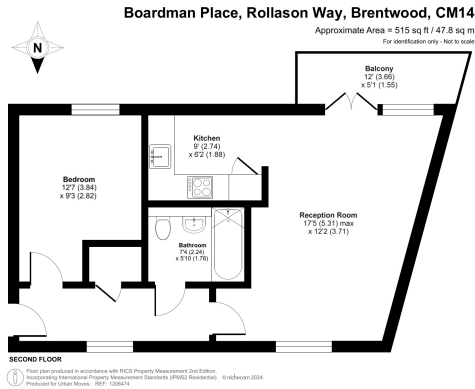 Boardman Place, Rollason Way, Brentwood, CM14
Approximate Area = 515 sq ft / 47.8 sq m
For identification only - Not to scale
N
Balcony
12' (3.66)
x 5'1 (1.55)
Kitchen
9' (2.74)
x 6'2 (1.88)
Bedroom
12'7 (3.84)
x 9'3 (2.82)
Reception Room
17'5 (5.31) max
x 12'2 (3.71)
Bathroom
7'4 (2.24)
x 5'10 (1.78)
SECOND FLOOR
Floor plan produced in accordance with RICS Property Measurement 2nd Edition,
Incorporating International Property Measurement Standards (IPMS2 Residential). © nichecom 2024.
Produced for Urban Moves. REF: 1206474